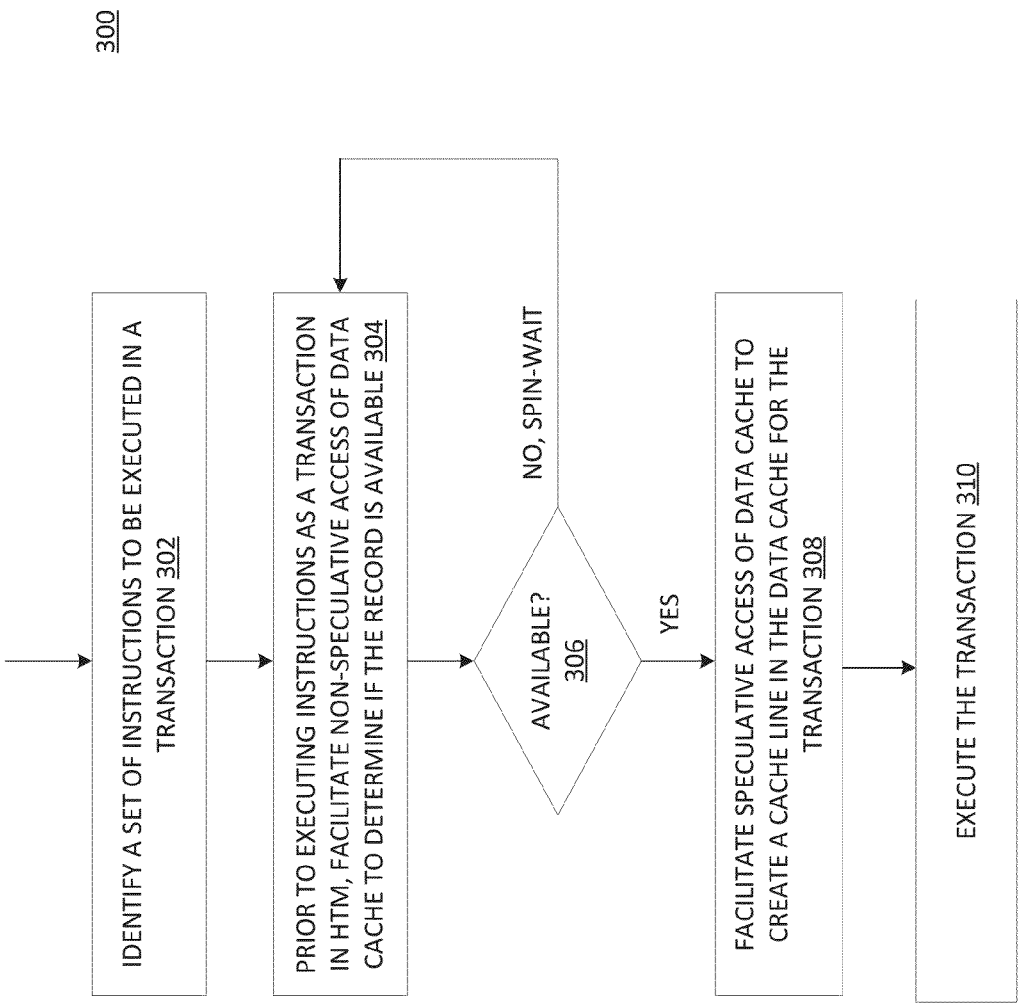 300
IDENTIFY A SET OF INSTRUCTIONS TO BE EXECUTED IN A
TRANSACTION 302
PRIOR TO EXECUTING INSTRUCTIONS AS A TRANSACTION
IN HTM, FACILITATE NON-SPECULATIVE ACCESS OF DATA
CACHE TO DETERMINE IF THE RECORD IS AVAILABLE 304
NO, SPIN-WAIT
AVAILABLE?
306
YES
FACILITATE SPECULATIVE ACCESS OF DATA CACHE TO
CREATE A CACHE LINE IN THE DATA CACHE FOR THE
TRANSACTION 308
EXECUTE THE TRANSACTION 310